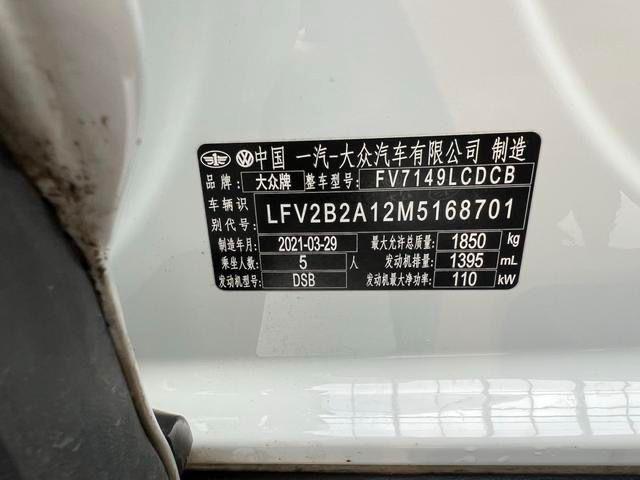 中国 一汽-大众汽车有限公司 制造
品牌: 大众牌 整车型号: FV7149LCDCB
车辆识别代号: LFV2B2A12M5168701
制造年月: 2021-03-29 最大允许总质量: 1850 kg
乘坐人数: 5 人 发动机排量: 1395 mL
发动机型号: DSB 发动机最大净功率: 110 kW